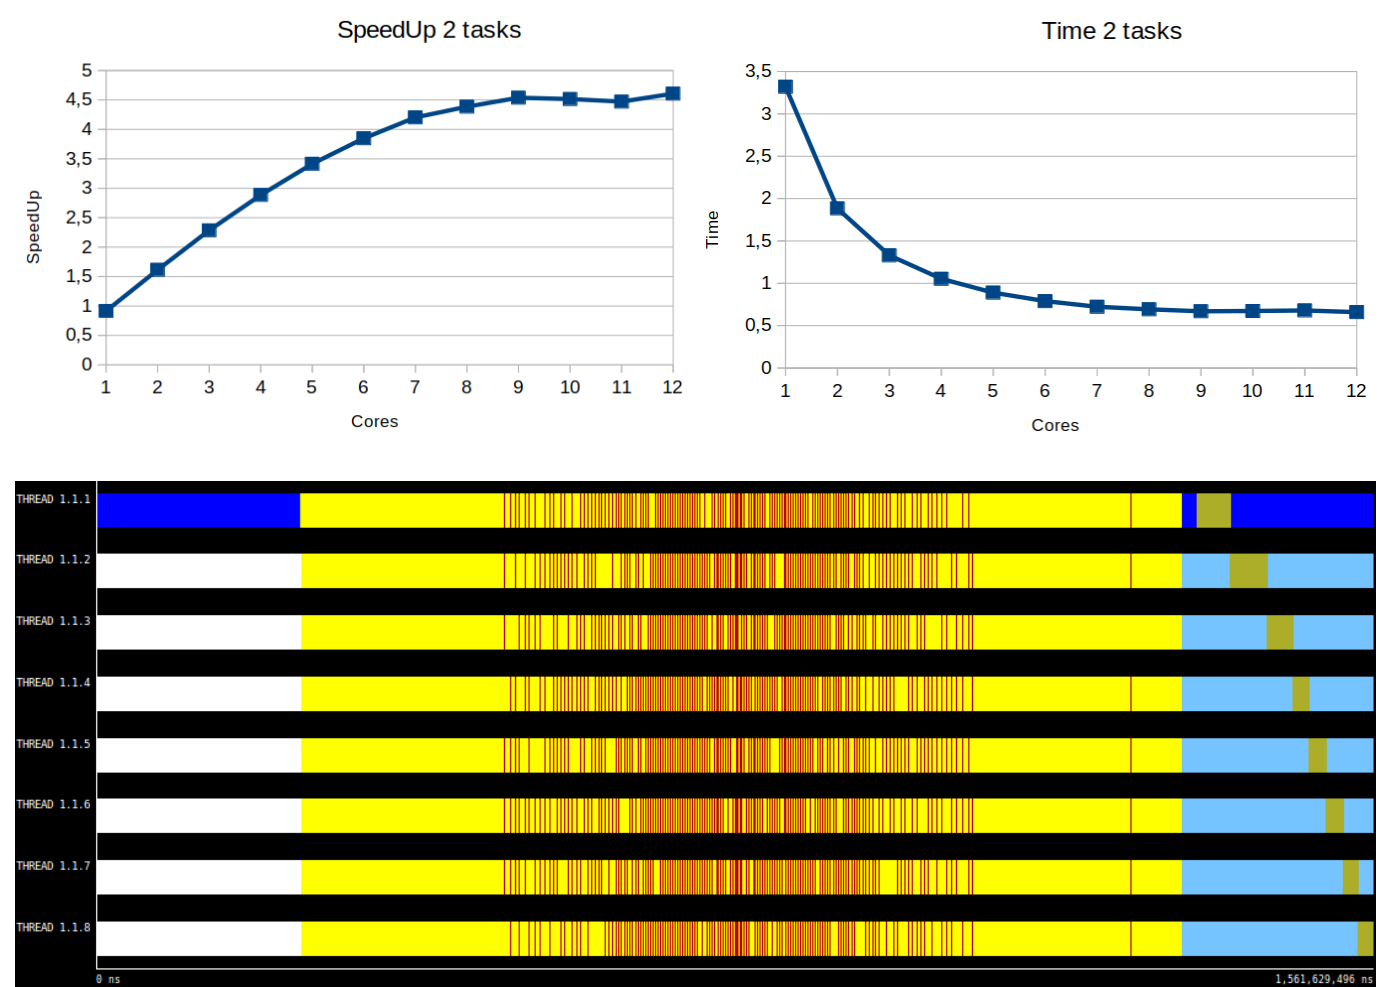 SpeedUp 2 tasks
5
4,5
4
3,5
3
2,5
2
1,5
1
0,5
0
SpeedUp
1 2 3 4 5 6 7 8 9 10 11 12
Cores
Time 2 tasks
3,5
3
2,5
2
1,5
1
0,5
0
Time
1 2 3 4 5 6 7 8 9 10 11 12
Cores
THREAD 1.1.1
THREAD 1.1.2
THREAD 1.1.3
THREAD 1.1.4
THREAD 1.1.5
THREAD 1.1.6
THREAD 1.1.7
THREAD 1.1.8
0 ns 1,561,629,496 ns